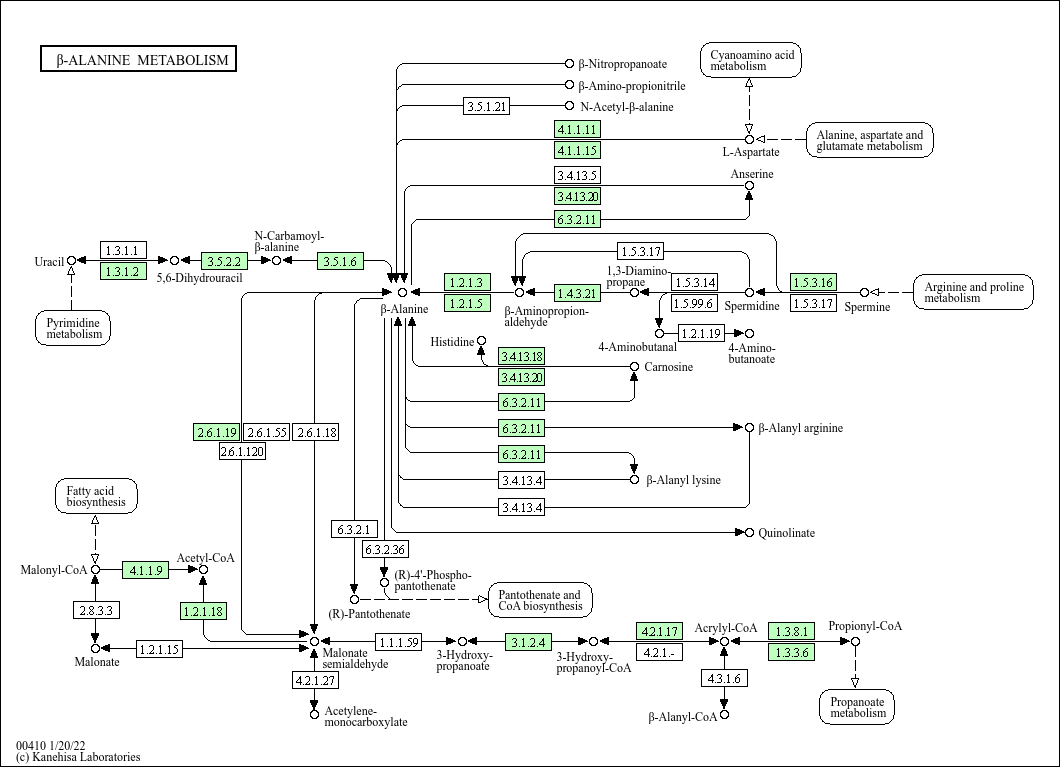 β-ALANINE METABOLISM
β-Nitropropanoate
β-Amino-propionitrile
3.5.1.21
N-Acetyl-β-alanine
Cyanoamino acid
metabolism
4.1.1.11
4.1.1.15
L-Aspartate
Alanine, aspartate and
glutamate metabolism
Anserine
3.4.13.5
3.4.13.20
6.3.2.11
Uracil
1.3.1.1
1.3.1.2
5,6-Dihydrouracil
3.5.2.2
N-Carbamoyl-
β-alanine
3.5.1.6
Pyrimidine
metabolism
β-Alanine
1.2.1.3
1.2.1.5
β-Aminopropion-
aldehyde
1.4.3.21
1,3-Diamino-
propane
1.5.3.17
1.5.3.14
1.5.99.6
Spermidine
1.5.3.16
1.5.3.17
Spermine
Arginine and proline
metabolism
4-Aminobutanal
1.2.1.19
4-Amino-
butanoate
Histidine
3.4.13.18
3.4.13.20
Carnosine
6.3.2.11
6.3.2.11
β-Alanyl arginine
6.3.2.11
3.4.13.4
β-Alanyl lysine
3.4.13.4
2.6.1.19
2.6.1.55
2.6.1.18
2.6.1.120
Quinolinate
6.3.2.1
6.3.2.36
(R)-4'-Phospho-
pantothenate
(R)-Pantothenate
Pantothenate and
CoA biosynthesis
Fatty acid
biosynthesis
Malonyl-CoA
4.1.1.9
Acetyl-CoA
2.8.3.3
1.2.1.18
Malonate
1.2.1.15
Malonate
semialdehyde
4.2.1.27
Acetylene-
monocarboxylate
1.1.1.59
3-Hydroxy-
propanoate
3.1.2.4
3-Hydroxy-
propanoyl-CoA
4.2.1.17
4.2.1.-
Acrylyl-CoA
1.3.8.1
1.3.3.6
Propionyl-CoA
4.3.1.6
β-Alanyl-CoA
Propanoate
metabolism
00410 1/20/22
(c) Kanehisa Laboratories